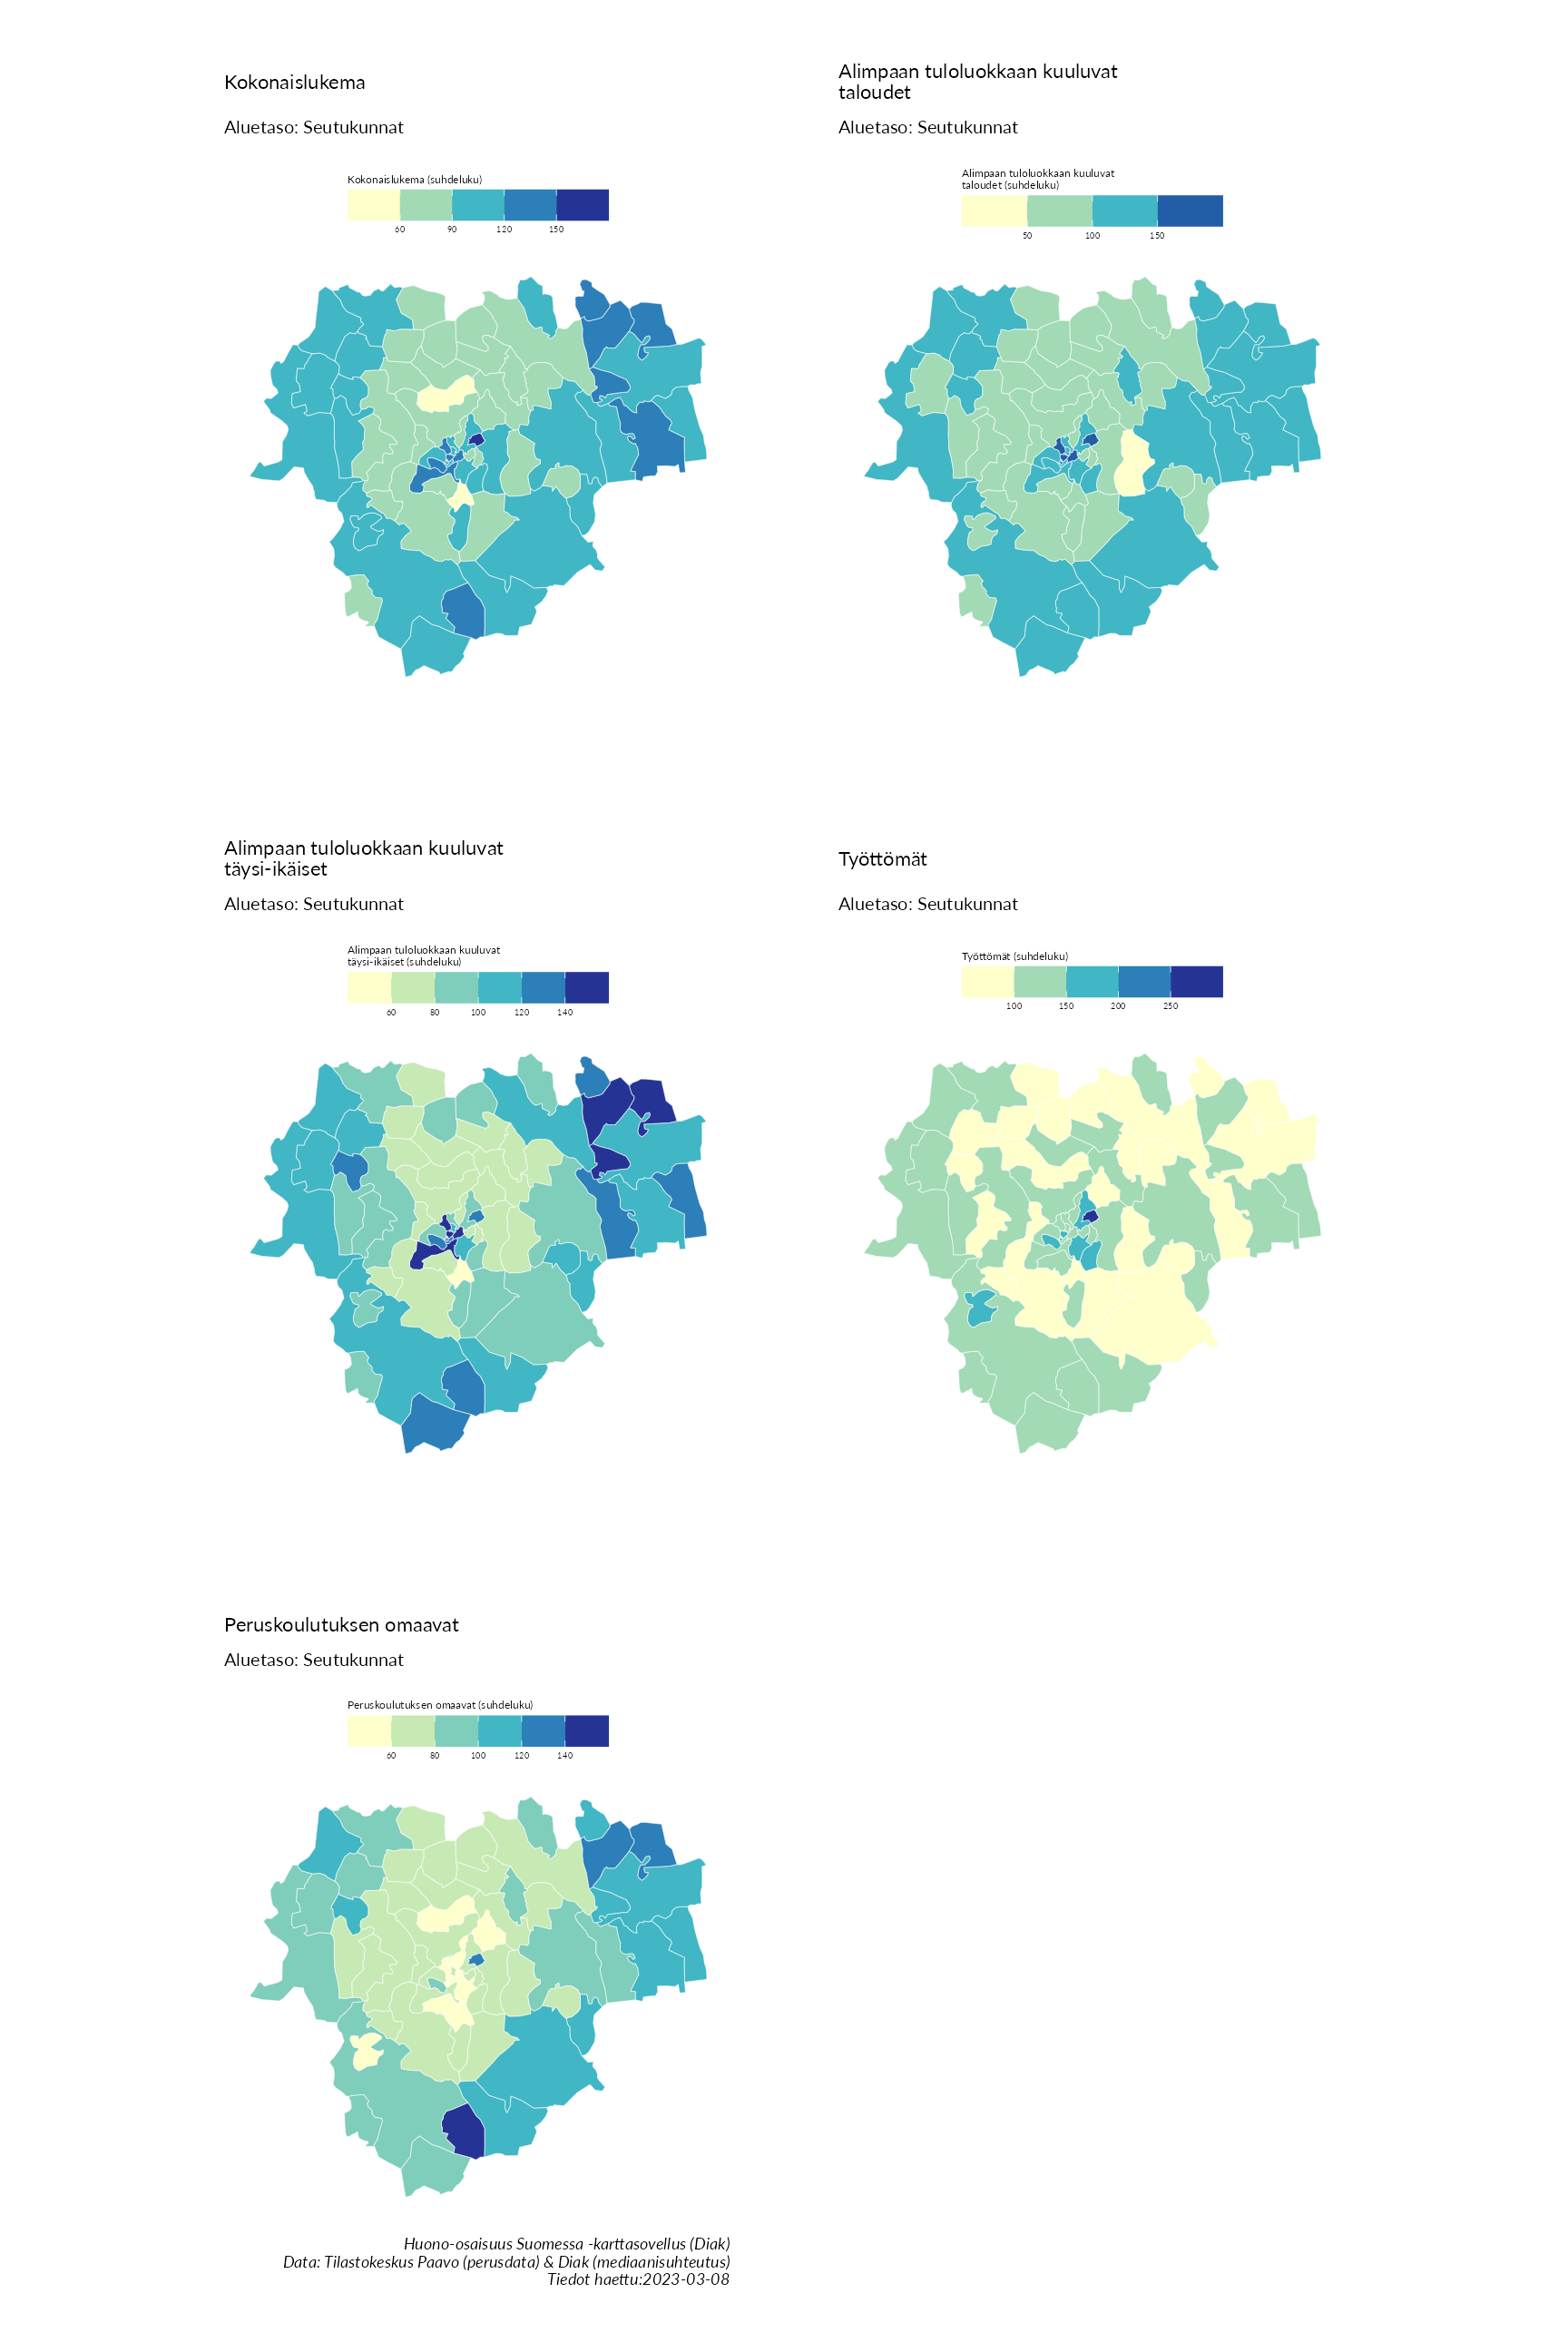 Kokonaislukema
Aluetaso: Seutukunnat
Kokonaislukema (suhdeluku)
60 90 120 150
Alimpaan tuloluokkaan kuuluvat
taloudet
Aluetaso: Seutukunnat
Alimpaan tuloluokkaan kuuluvat
taloudet (suhdeluku)
50 100 150
Alimpaan tuloluokkaan kuuluvat
täysi-ikäiset
Aluetaso: Seutukunnat
Alimpaan tuloluokkaan kuuluvat
täysi-ikäiset (suhdeluku)
60 80 100 120 140
Työttömät
Aluetaso: Seutukunnat
Työttömät (suhdeluku)
100 150 200 250
Peruskoulutuksen omaavat
Aluetaso: Seutukunnat
Peruskoulutuksen omaavat (suhdeluku)
60 80 100 120 140
Huono-osaisuus Suomessa -karttasovellus (Diak)
Data: Tilastokeskus Paavo (perusdata) & Diak (mediaanisuhteutus)
Tiedot haettu:2023-03-08